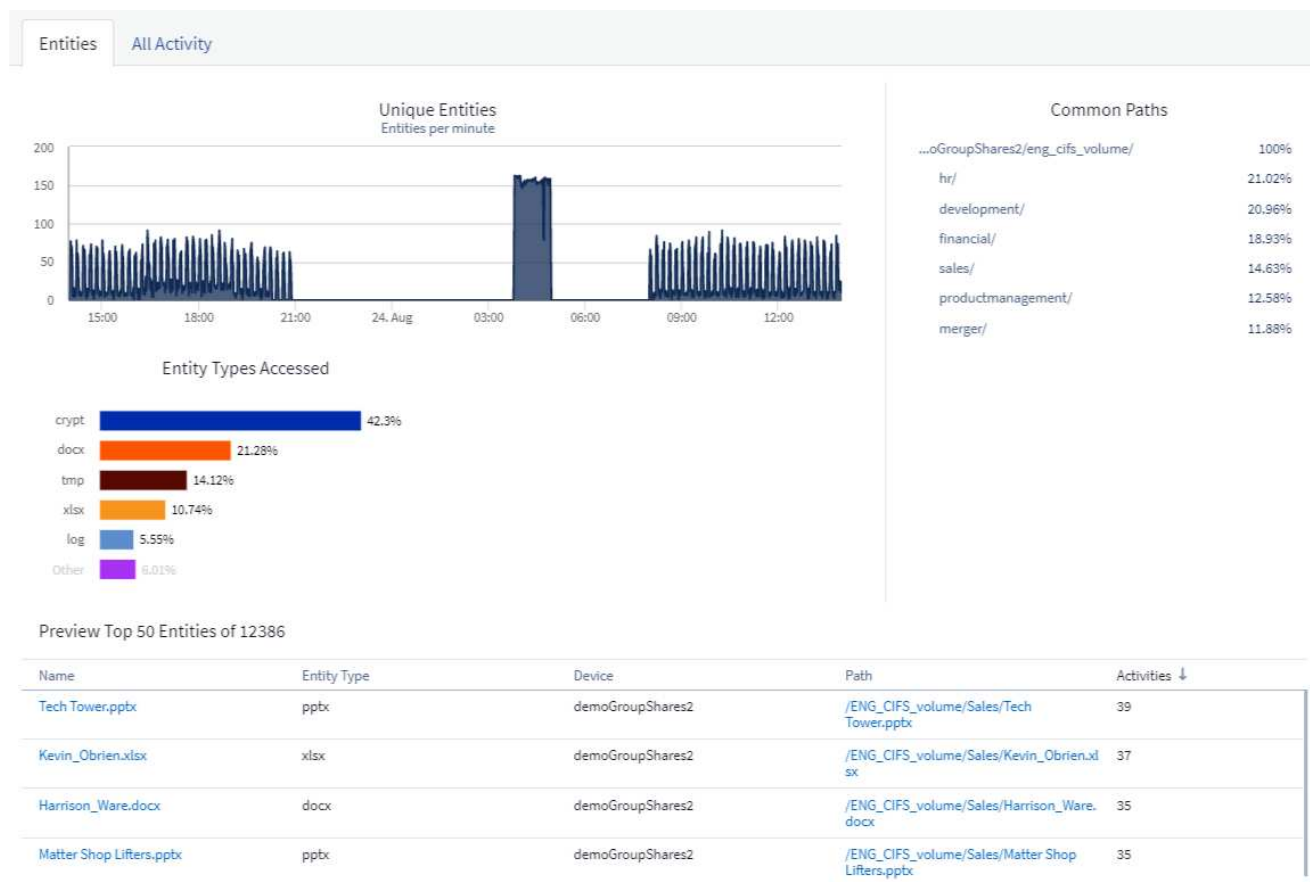 Entities All Activity
Unique Entities
Entities per minute
200
150
100
50
0
15:00 18:00 21:00 24. Aug 03:00 06:00 09:00 12:00
Common Paths
...oGroupShares2/eng_cifs_volume/ 100%
hr/ 21.02%
development/ 20.96%
financial/ 18.93%
sales/ 14.63%
productmanagement/ 12.58%
merger/ 11.88%
Entity Types Accessed
crypt 42.3%
docx 21.28%
tmp 14.12%
xlsx 10.74%
log 5.55%
Other 6.01%
Preview Top 50 Entities of 12386
Name Entity Type Device Path Activities ↓
Tech Tower.pptx pptx demoGroupShares2 /ENG_CIFS_volume/Sales/Tech 39
Tower.pptx
Kevin_Obrien.xlsx xlsx demoGroupShares2 /ENG_CIFS_volume/Sales/Kevin_Obrien.xl 37
sx
Harrison_Ware.docx docx demoGroupShares2 /ENG_CIFS_volume/Sales/Harrison_Ware. 35
docx
Matter Shop Lifters.pptx pptx demoGroupShares2 /ENG_CIFS_volume/Sales/Matter Shop 35
Lifters.pptx